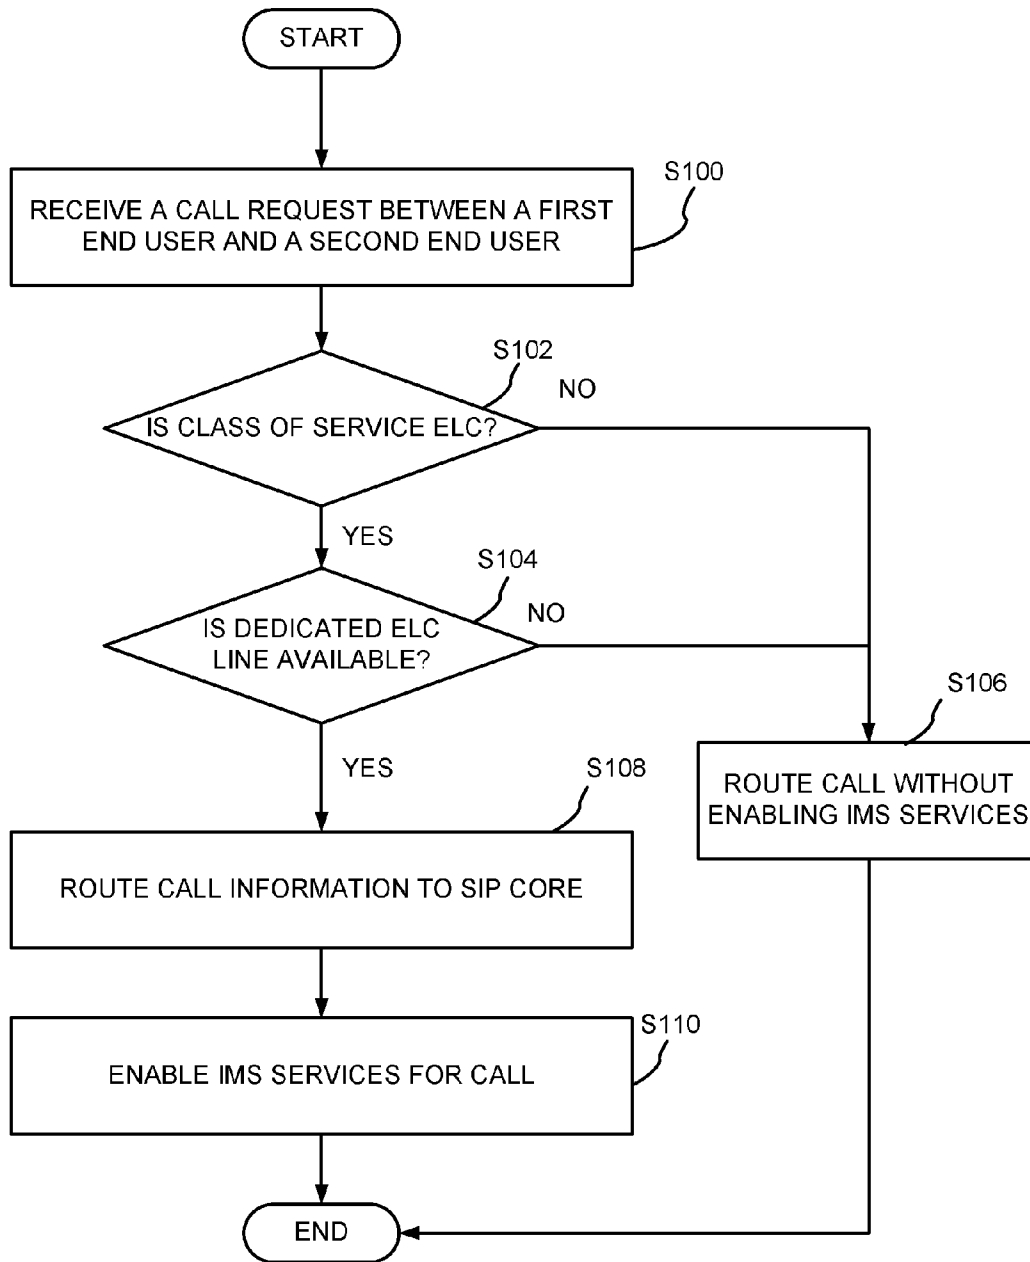 START
S100
RECEIVE A CALL REQUEST BETWEEN A FIRST
END USER AND A SECOND END USER
S102
NO
IS CLASS OF SERVICE ELC?
YES
S104
NO
IS DEDICATED ELC
LINE AVAILABLE?
S106
YES
S108
ROUTE CALL WITHOUT
ENABLING IMS SERVICES
ROUTE CALL INFORMATION TO SIP CORE
S110
ENABLE IMS SERVICES FOR CALL
END